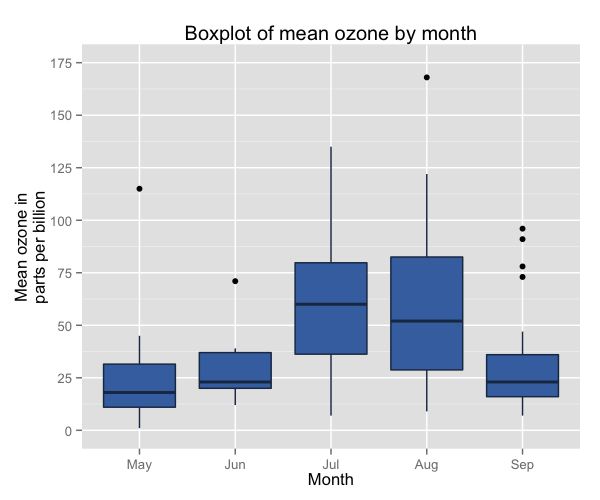 Boxplot of mean ozone by month
Mean ozone in
parts per billion
175
150
125
100
75
50
25
0
May Jun Jul Aug Sep
Month